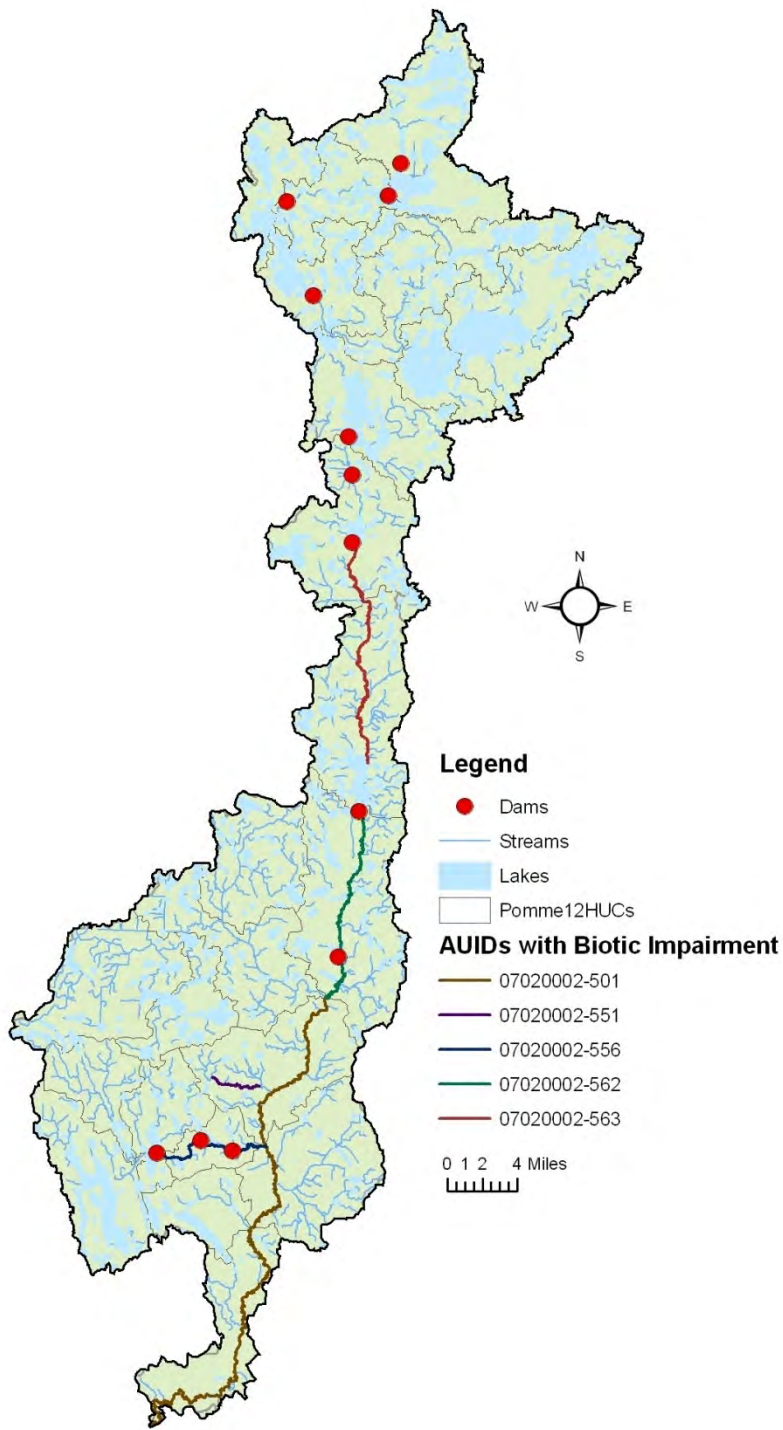 N
W E
S
Legend
Dams
Streams
Lakes
Pomme12HUCs
AUIDs with Biotic Impairment
07020002-501
07020002-551
07020002-556
07020002-562
07020002-563
0 1 2 4 Miles